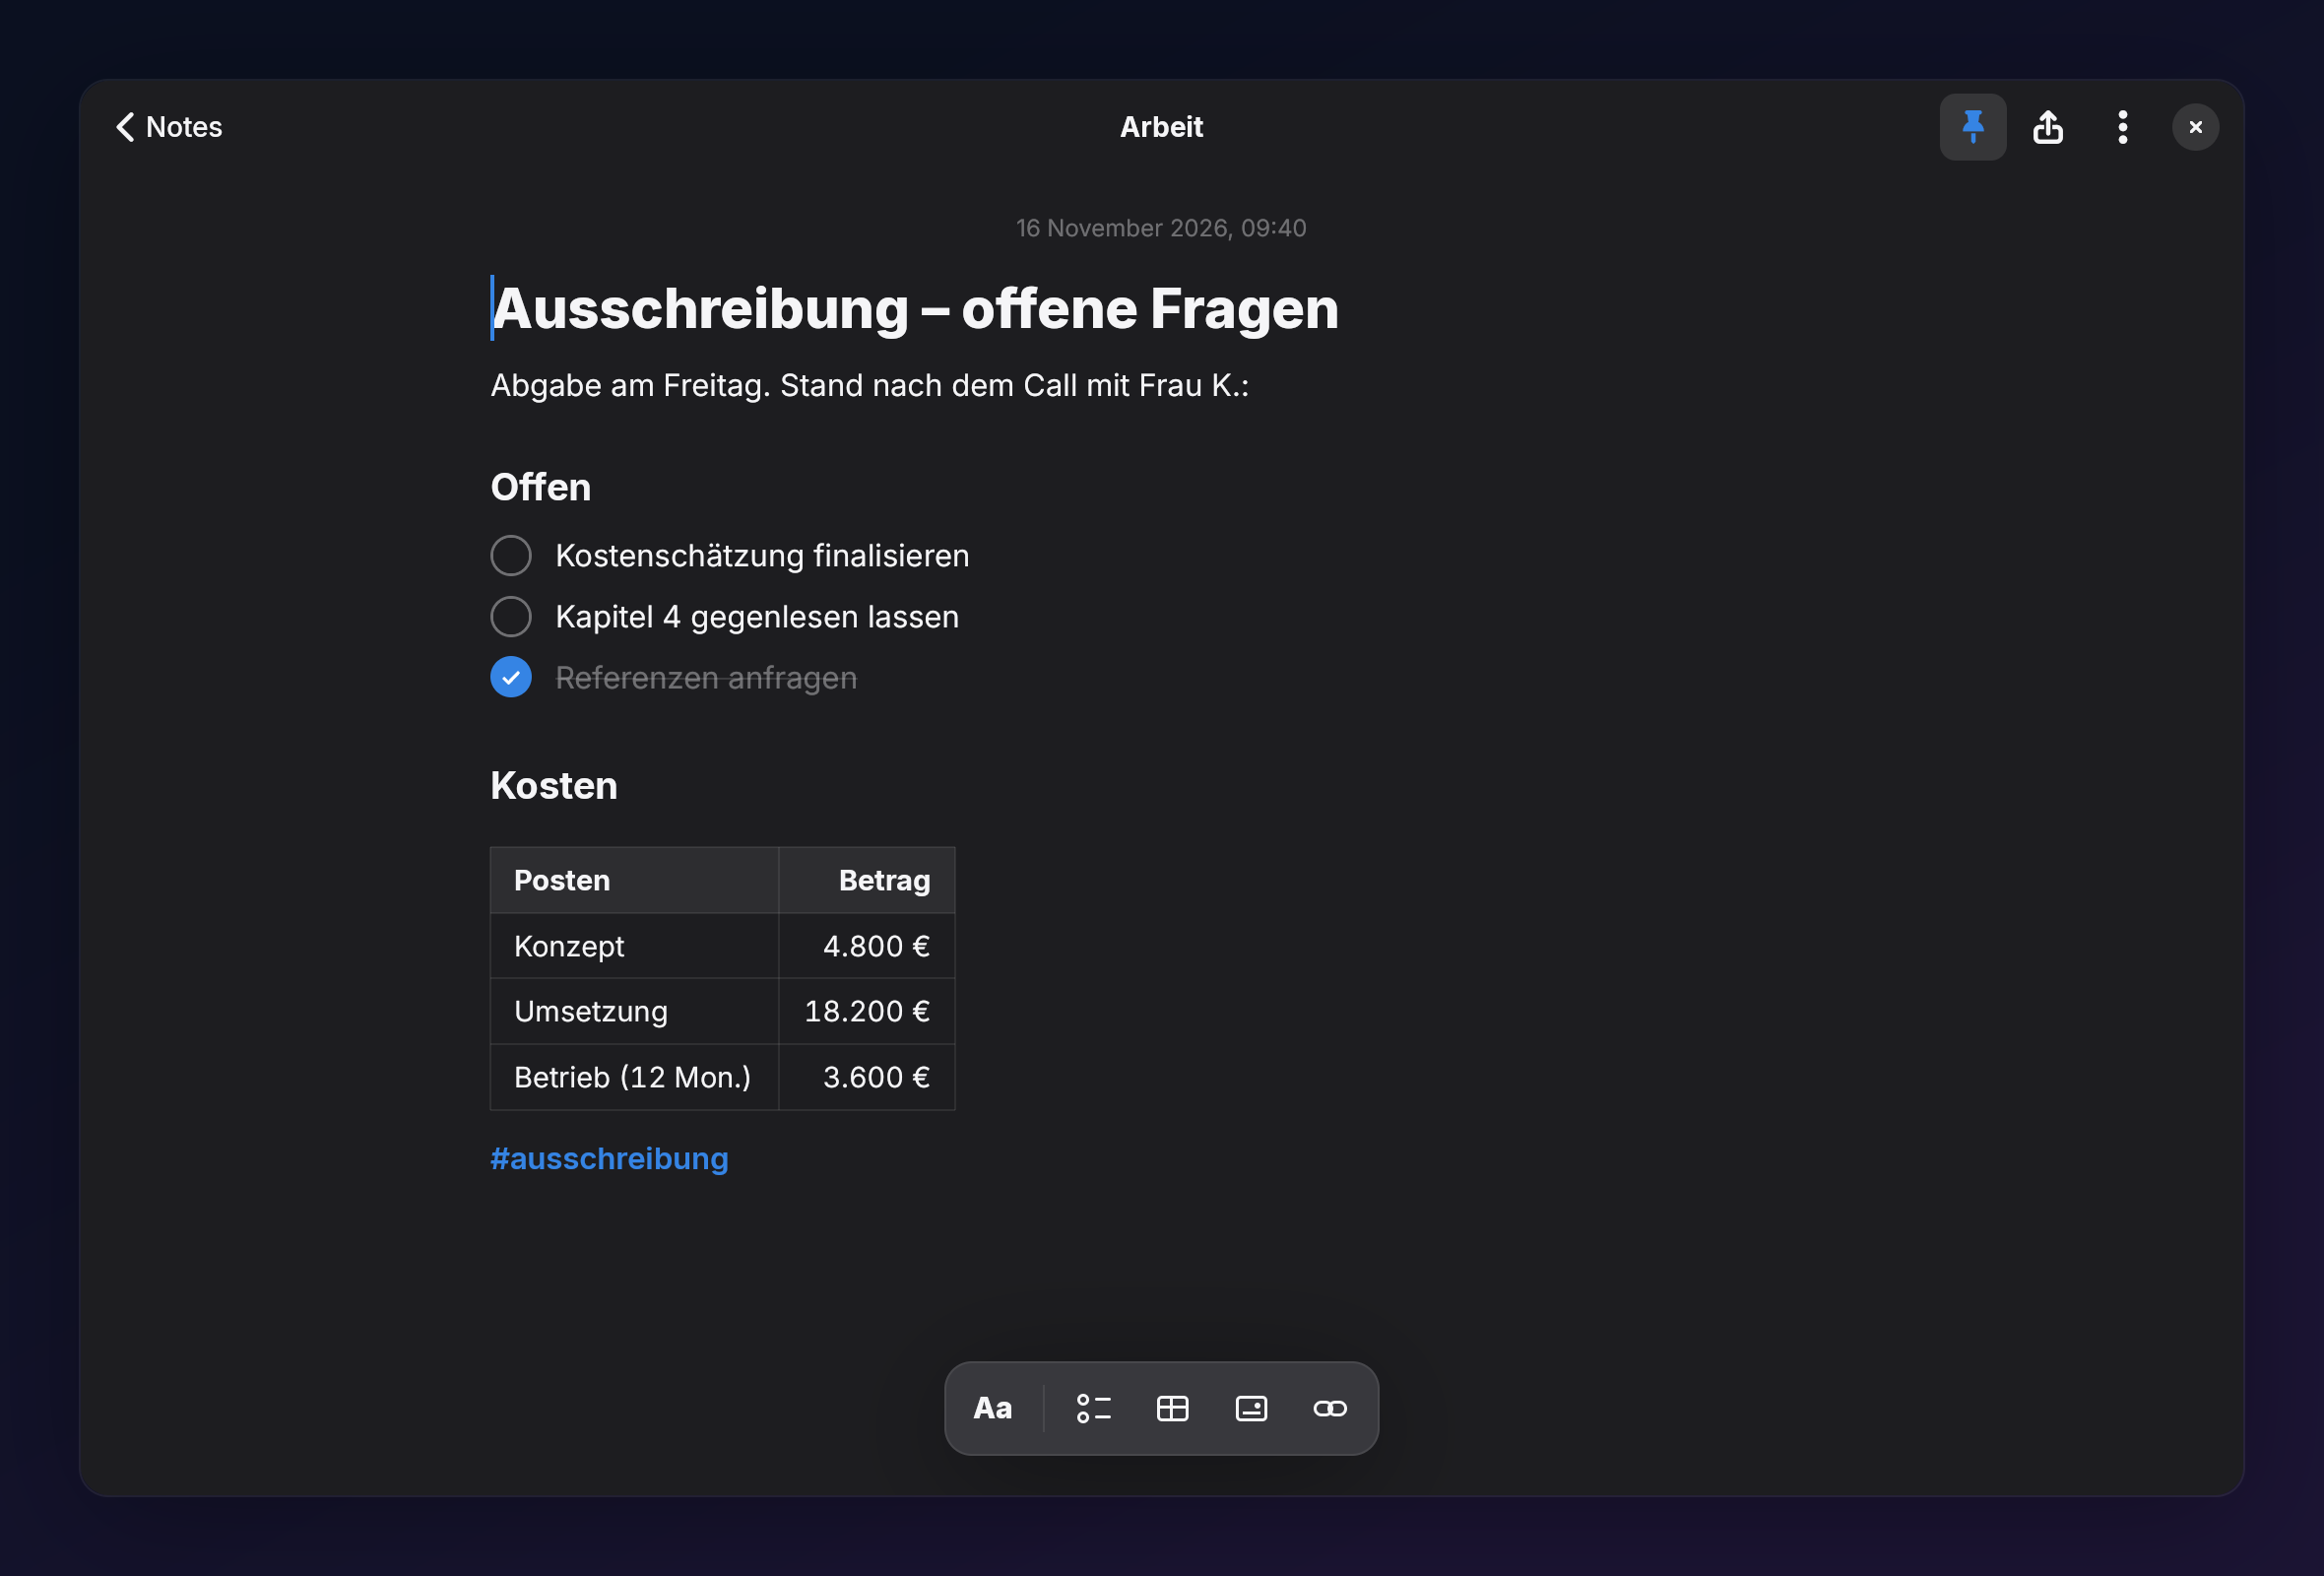 Notes
Arbeit
16 November 2026, 09:40
Ausschreibung – offene Fragen
Abgabe am Freitag. Stand nach dem Call mit Frau K.:
Offen
Kostenschätzung finalisieren
Kapitel 4 gegenlesen lassen
Referenzen anfragen
Kosten
Posten Betrag
Konzept 4.800 €
Umsetzung 18.200 €
Betrieb (12 Mon.) 3.600 €
#ausschreibung
Aa